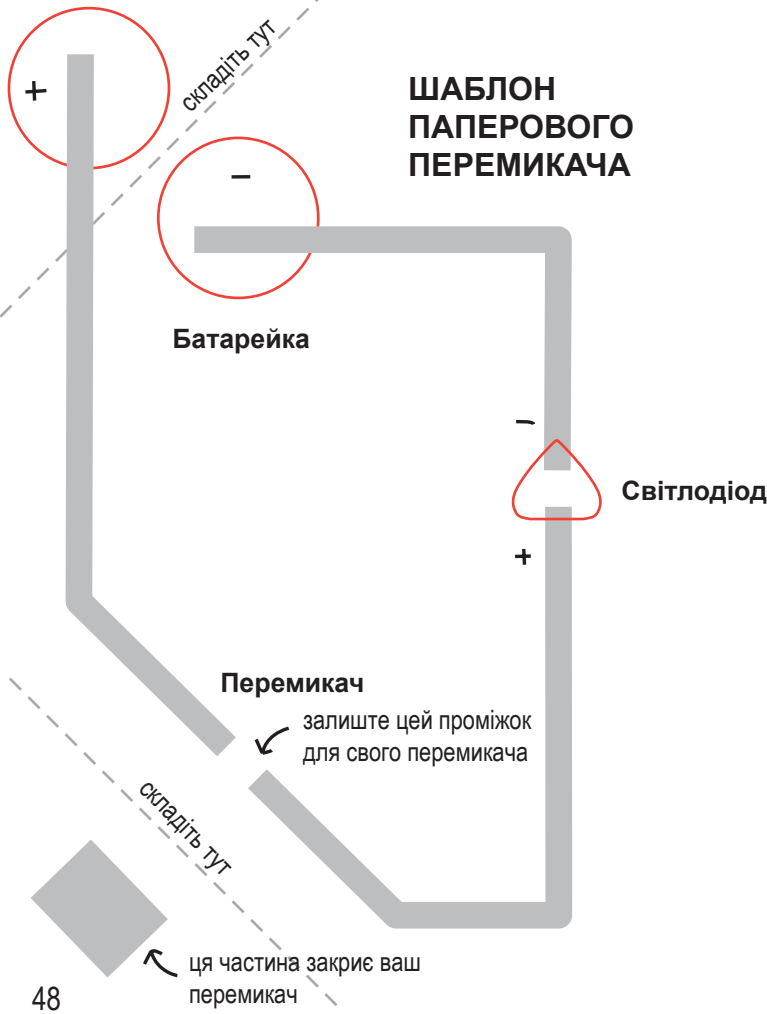 +
складіть тут
ШАБЛОН
ПАПЕРОВОГО
ПЕРЕМИКАЧА
–
Батарейка
–
Світлодіод
+
Перемикач
залиште цей проміжок
для свого перемикача
складіть тут
ця частина закриє ваш
перемикач
48